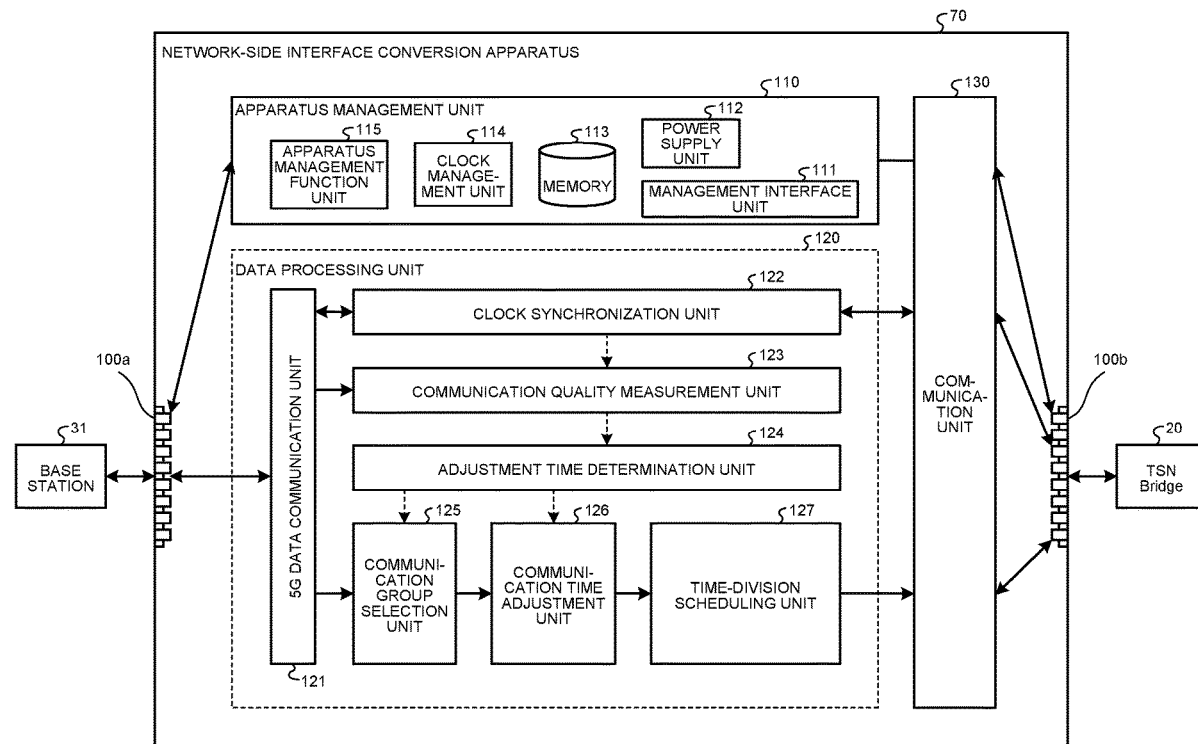 70
NETWORK-SIDE INTERFACE CONVERSION APPARATUS
110
APPARATUS MANAGEMENT UNIT
115
APPARATUS
MANAGEMENT
FUNCTION
UNIT
114
CLOCK
MANAGE-
MENT UNIT
113
MEMORY
112
POWER
SUPPLY
UNIT
111
MANAGEMENT INTERFACE
UNIT
130
COM-
MUNICA-
TION
UNIT
120
DATA PROCESSING UNIT
122
CLOCK SYNCHRONIZATION UNIT
123
COMMUNICATION QUALITY MEASUREMENT UNIT
124
ADJUSTMENT TIME DETERMINATION UNIT
125
COMMUNI-
CATION
GROUP
SELECTION
UNIT
126
COMMUNI-
CATION TIME
ADJUSTMENT
UNIT
127
TIME-DIVISION
SCHEDULING UNIT
5G DATA COMMUNICATION UNIT
121
100a
31
BASE
STATION
100b
20
TSN
Bridge